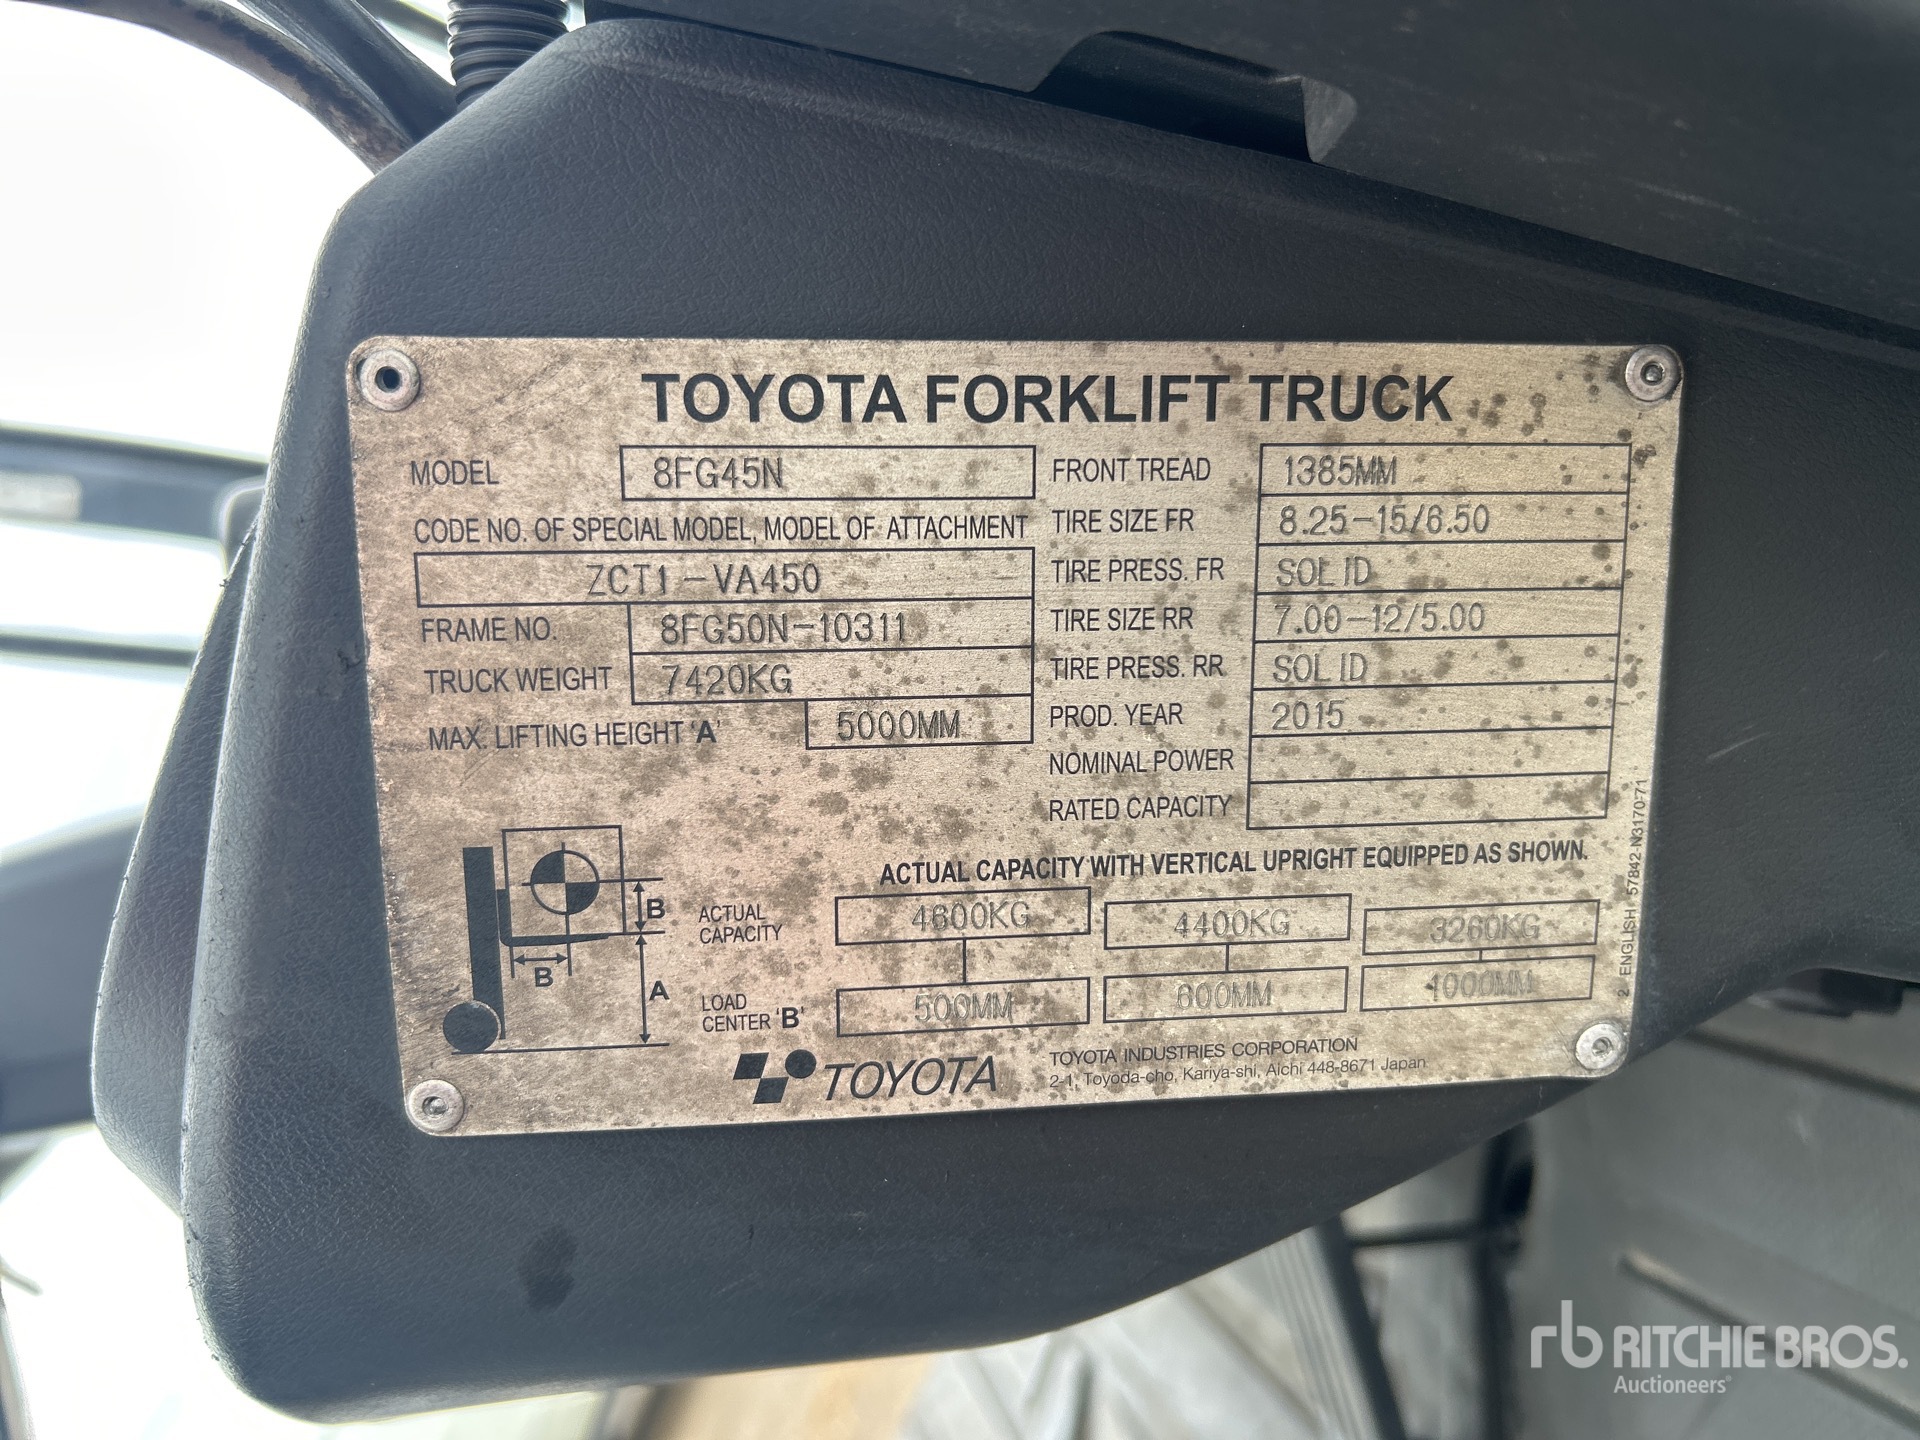 TOYOTA FORKLIFT TRUCK
MODEL 8FG45N
CODE NO. OF SPECIAL MODEL, MODEL OF ATTACHMENT
ZCT1-VA450
FRAME NO. 8FG50N-10311
TRUCK WEIGHT 7420KG
MAX. LIFTING HEIGHT 'A' 5000MM
FRONT TREAD 1385MM
TIRE SIZE FR 8.25-15/6.50
TIRE PRESS. FR SOLID
TIRE SIZE RR 7.00-12/5.00
TIRE PRESS. RR SOLID
PROD. YEAR 2015
NOMINAL POWER
RATED CAPACITY
ACTUAL CAPACITY WITH VERTICAL UPRIGHT EQUIPPED AS SHOWN.
B
B
A
ACTUAL CAPACITY 4600KG 4400KG 3260KG
LOAD CENTER 'B' 500MM 600MM 1000MM
TOYOTA
TOYOTA INDUSTRIES CORPORATION
2-1, Toyoda-cho, Kariya-shi, Aichi 448-8671 Japan
2 ENGLISH 57842-N3170-71
rb RITCHIE BROS.
Auctioneers